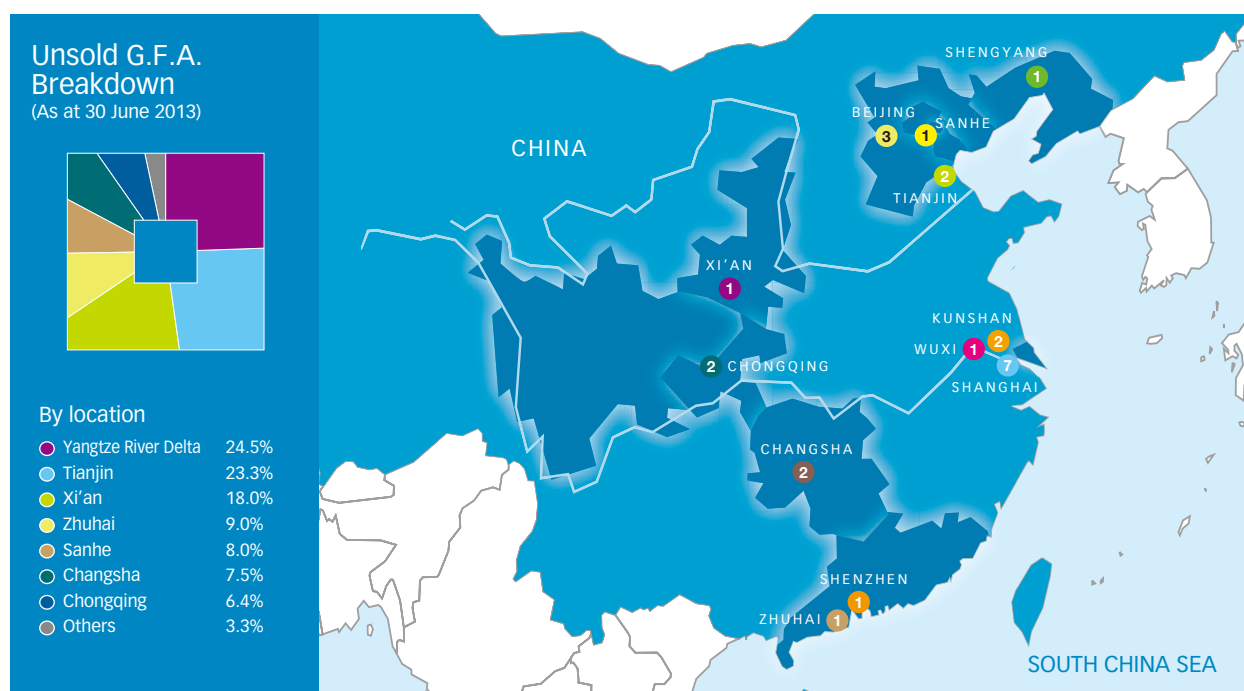 Unsold G.F.A.
Breakdown
(As at 30 June 2013)
By location
Yangtze River Delta 24.5%
Tianjin 23.3%
Xi’an 18.0%
Zhuhai 9.0%
Sanhe 8.0%
Changsha 7.5%
Chongqing 6.4%
Others 3.3%
CHINA
SHENGYANG
1
BEIJING
3
SANHE
1
TIANJIN
2
XI’AN
1
KUNSHAN
2
WUXI 1
7
SHANGHAI
2 CHONGQING
CHANGSHA
2
SHENZHEN
1
ZHUHAI 1
SOUTH CHINA SEA